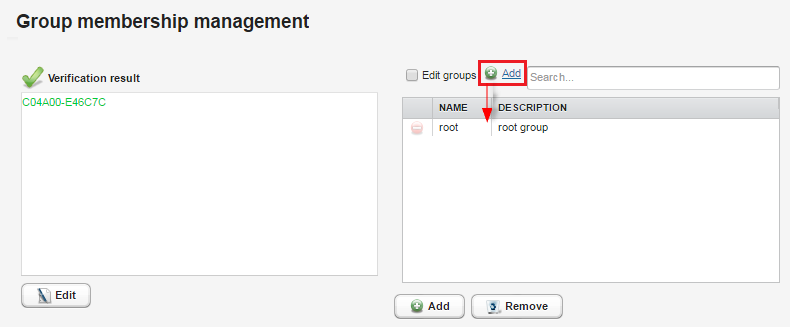 Group membership management
Verification result
C04A00-E46C7C
Edit
Edit groups Add Search...
NAME DESCRIPTION
root root group
Add Remove